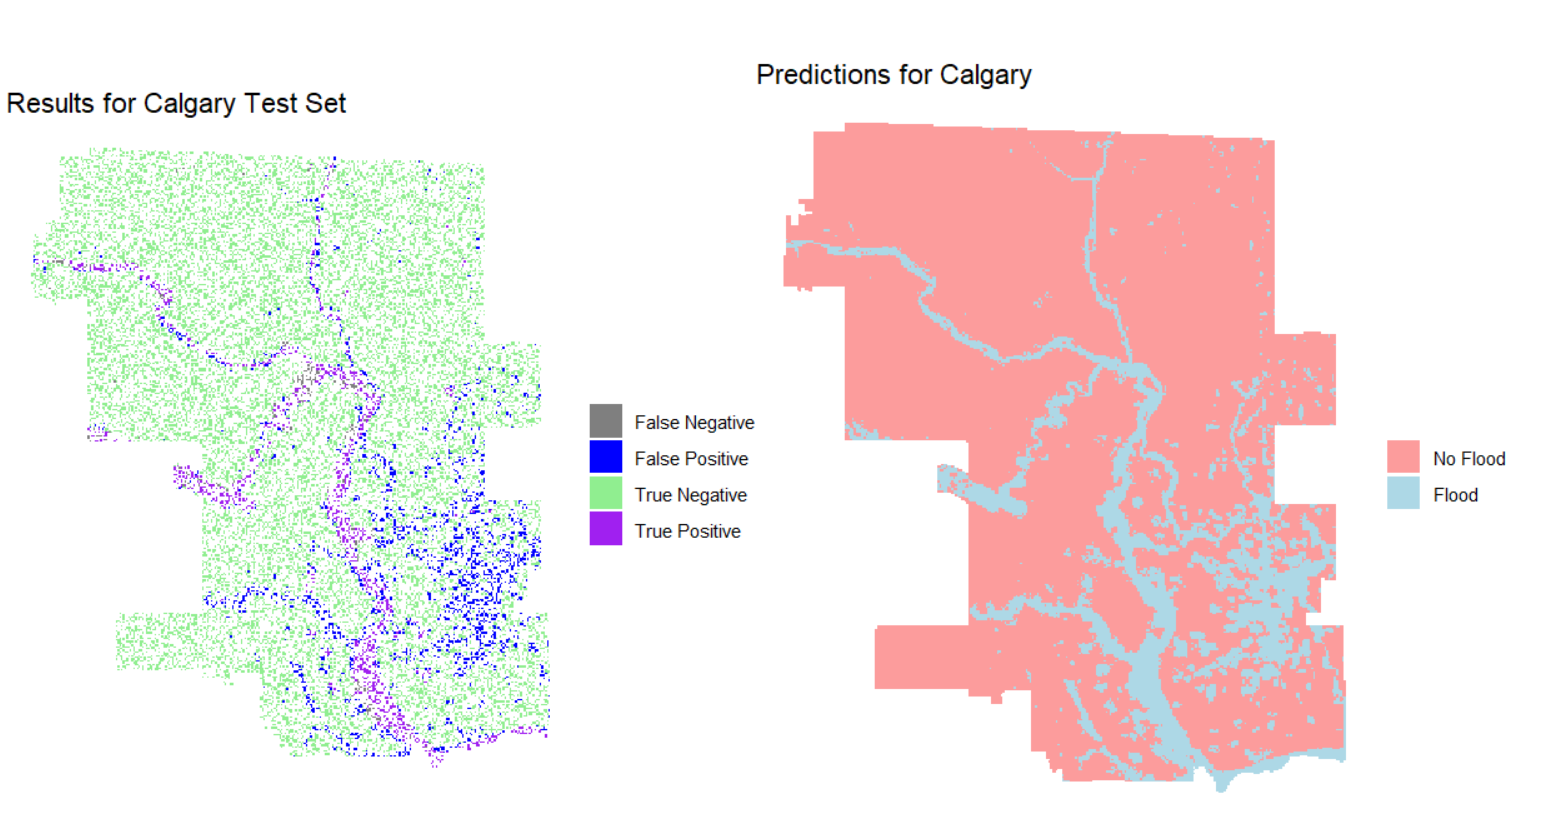 Results for Calgary Test Set
False Negative
False Positive
True Negative
True Positive
Predictions for Calgary
No Flood
Flood